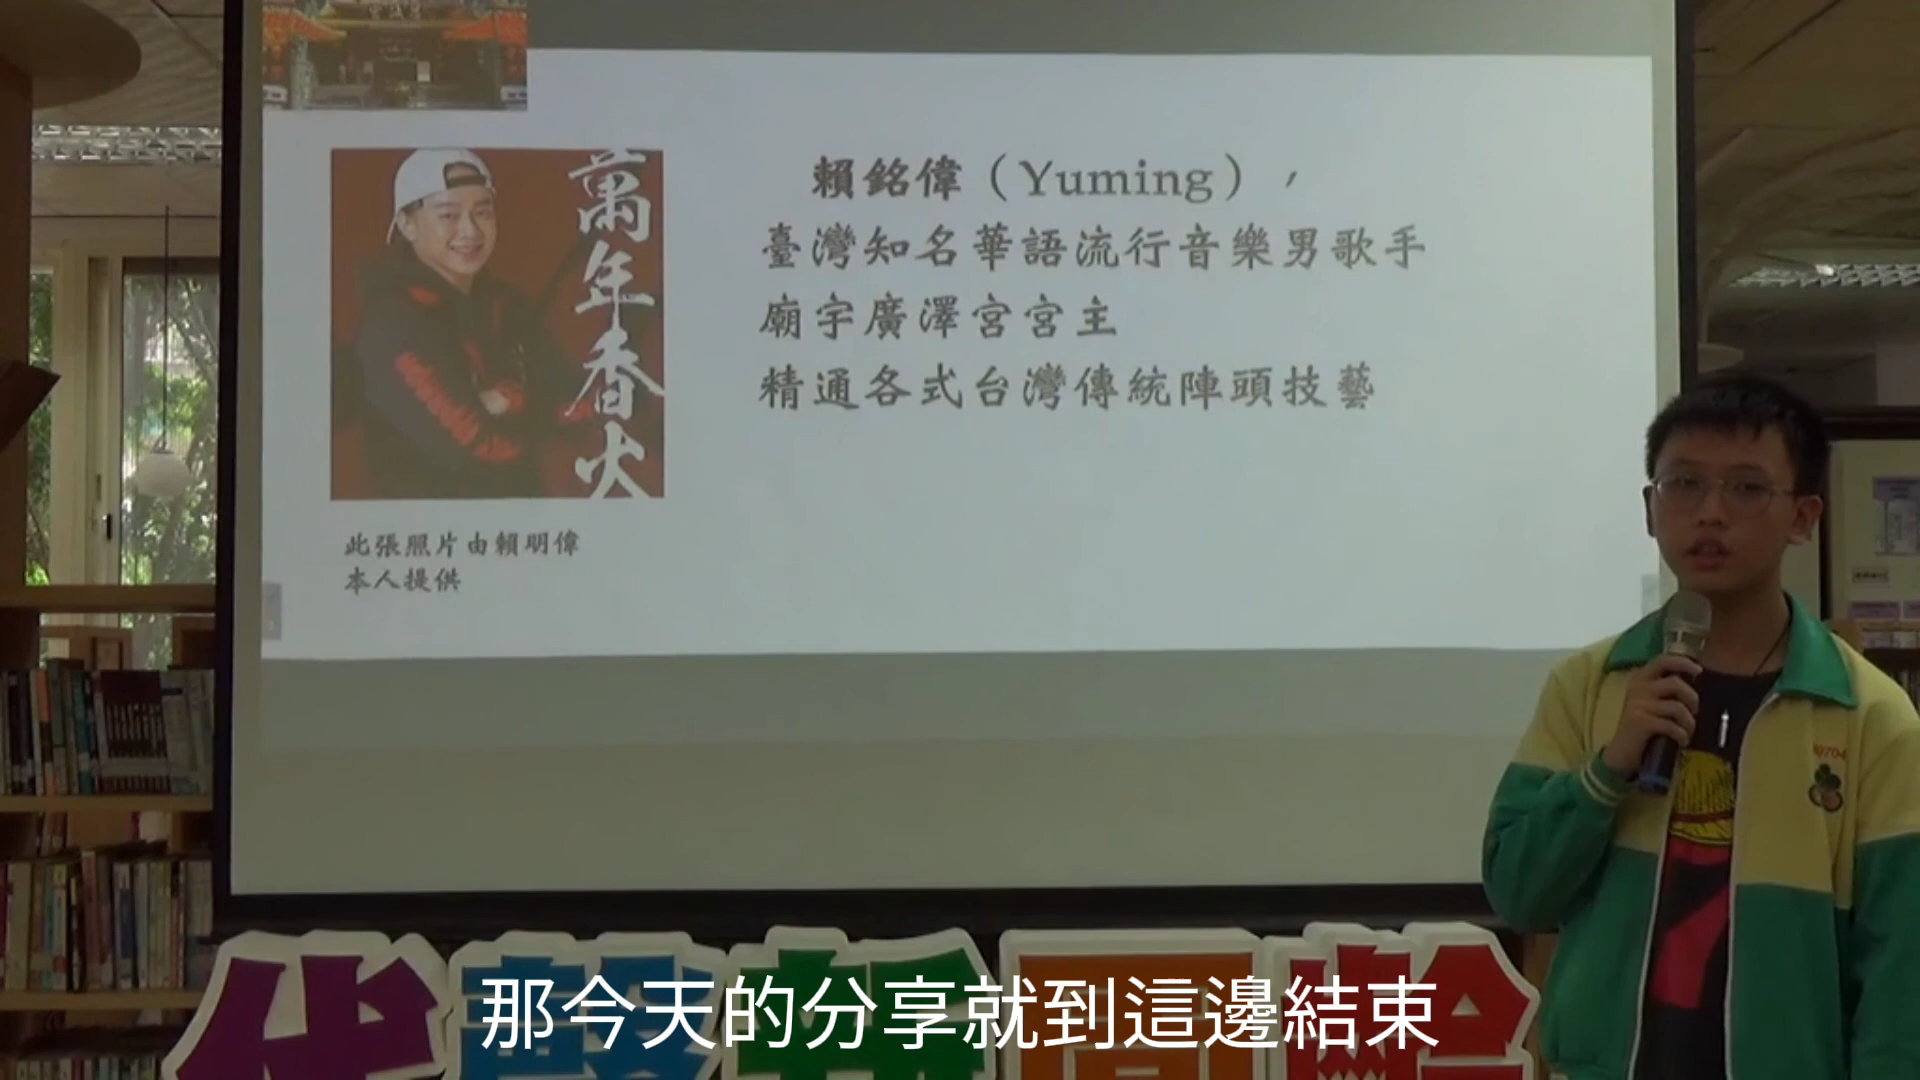 賴銘偉（Yuming），
臺灣知名華語流行音樂男歌手
廟宇廣澤宮宮主
精通各式台灣傳統陣頭技藝
萬年香火
此張照片由賴明偉
本人提供
10704
那今天的分享就到這邊結束